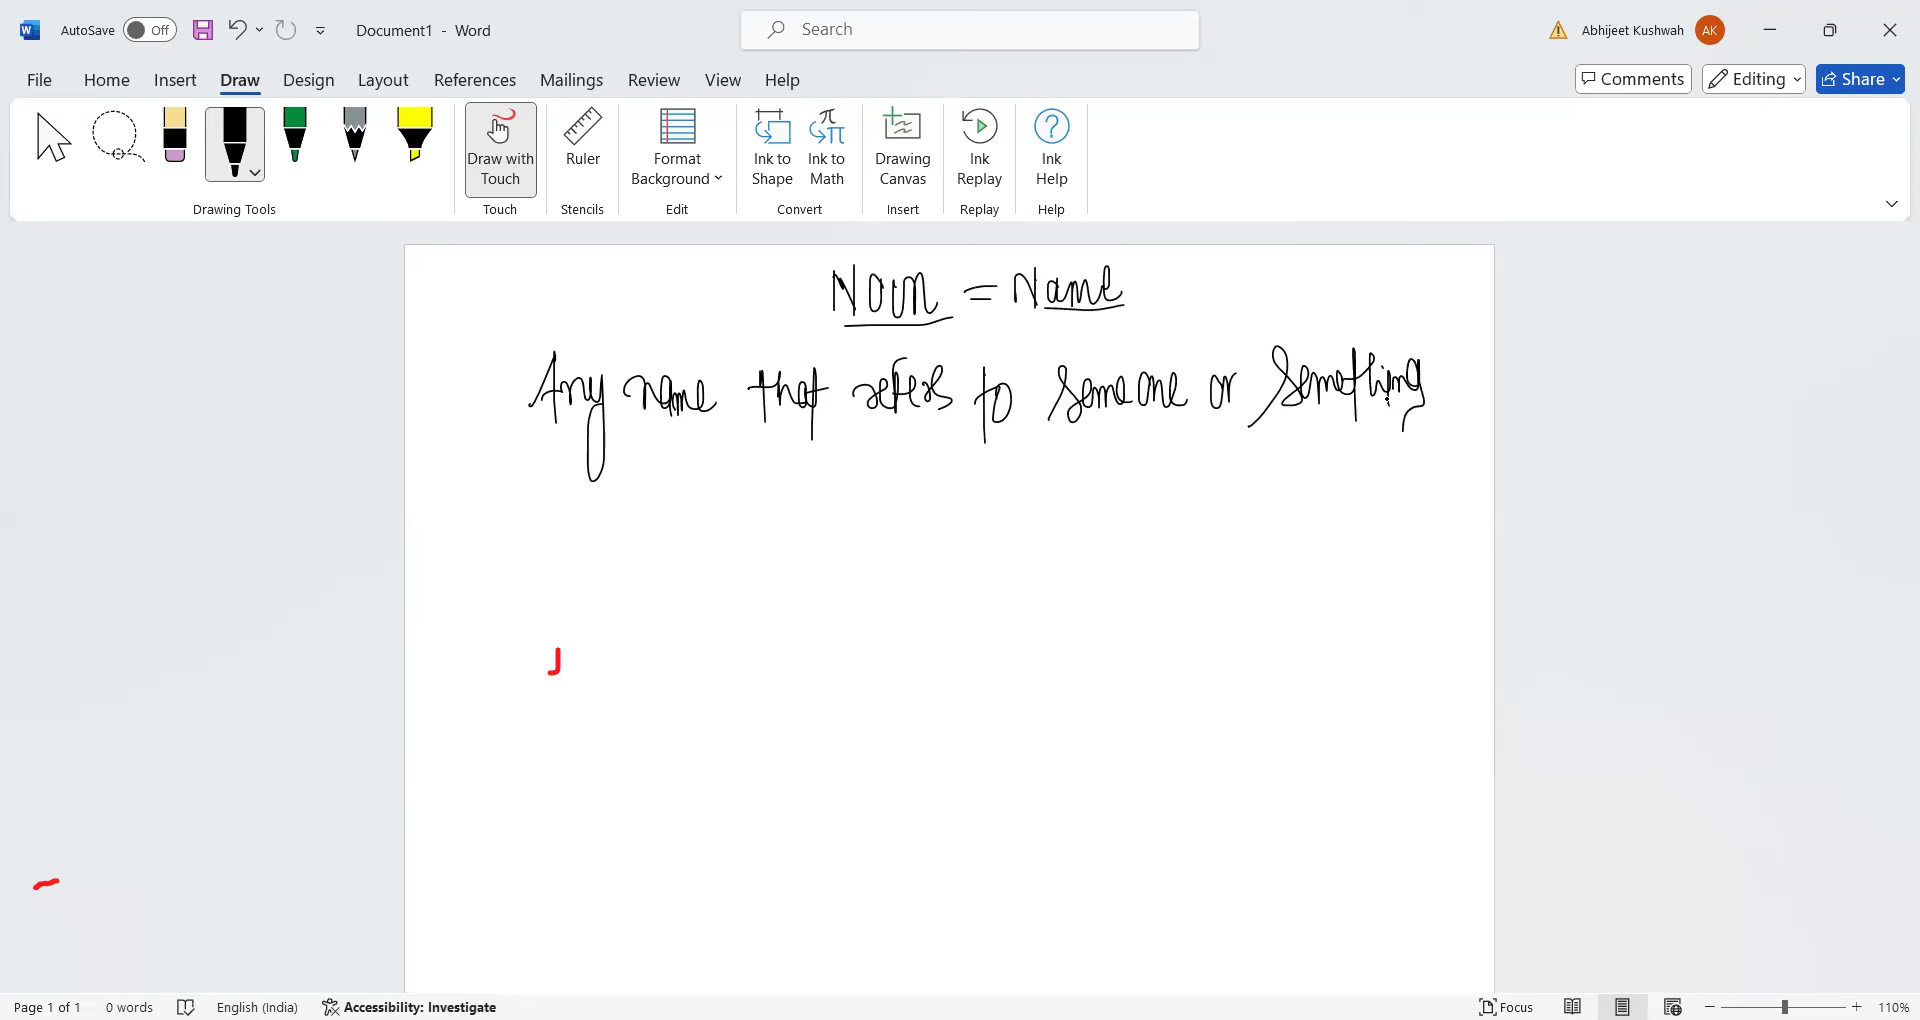 AutoSave Off Document1 - Word Search Abhijeet Kushwah AK
File Home Insert Draw Design Layout References Mailings Review View Help Comments Editing Share
Draw with Touch Ruler Format Background Ink to Shape Ink to Math Drawing Canvas Ink Replay Ink Help
Drawing Tools Touch Stencils Edit Convert Insert Replay Help
Noun = Name
Any name that refers to someone or something
J
Page 1 of 1 0 words English (India) Accessibility: Investigate Focus 110%